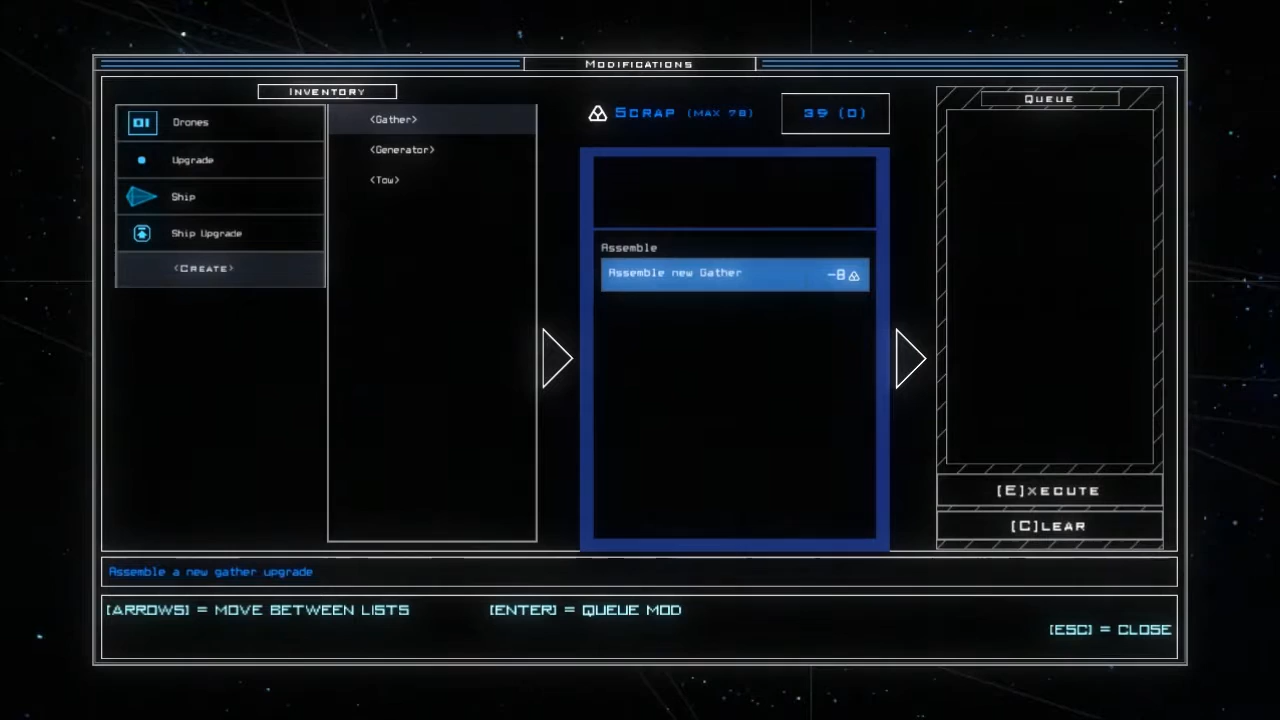 Modifications
Inventory
01 Drones
Upgrade
Ship
Ship Upgrade
<Create>
<Gather>
<Generator>
<Tow>
Scrap (max 78)
39 (0)
Assemble
Assemble new Gather -8
Queue
[E]xecute
[C]lear
Assemble a new gather upgrade
[ARROWS] = MOVE BETWEEN LISTS
[ENTER] = QUEUE MOD
[ESC] = CLOSE